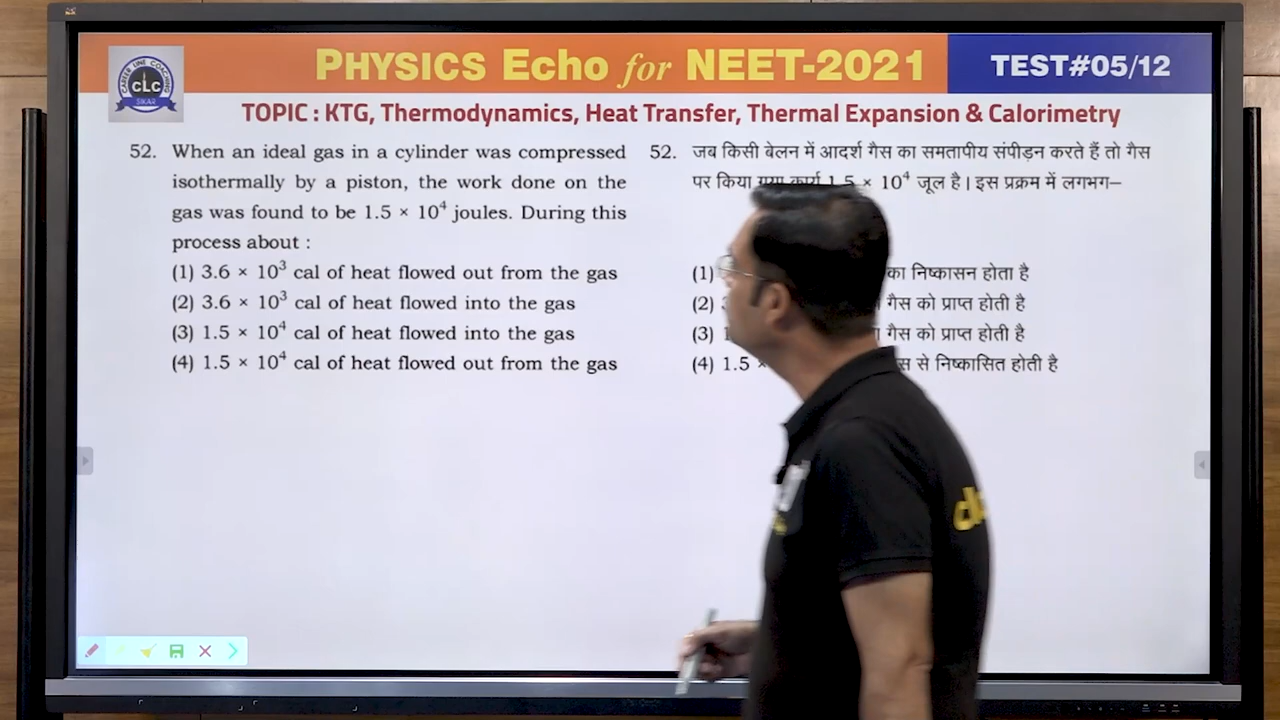 PHYSICS Echo for NEET-2021
TEST#05/12
CLC
SIKAR
TOPIC : KTG, Thermodynamics, Heat Transfer, Thermal Expansion & Calorimetry
52. When an ideal gas in a cylinder was compressed
isothermally by a piston, the work done on the
gas was found to be 1.5 × 10⁴ joules. During this
process about :
(1) 3.6 × 10³ cal of heat flowed out from the gas
(2) 3.6 × 10³ cal of heat flowed into the gas
(3) 1.5 × 10⁴ cal of heat flowed into the gas
(4) 1.5 × 10⁴ cal of heat flowed out from the gas
52. जब किसी बेलन में आदर्श गैस का समतापीय संपीड़न करते हैं तो गैस
पर किया गया कार्य 1.5 × 10⁴ जूल है। इस प्रक्रम में लगभग–
(1) का निष्कासन होता है
(2) गैस को प्राप्त होती है
(3) गैस को प्राप्त होती है
(4) 1.5 से निष्कासित होती है